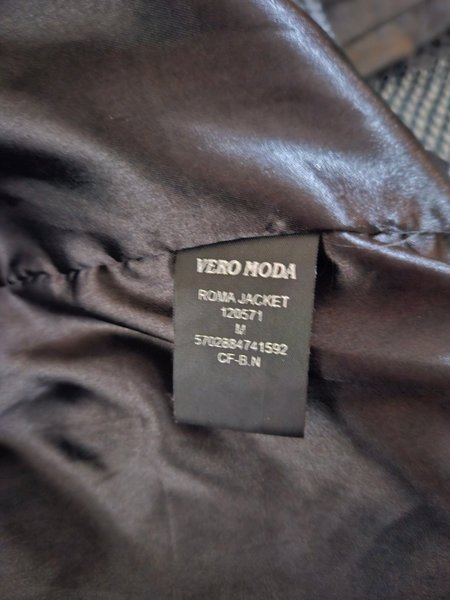 VERO MODA
ROMA JACKET
120571
M
5702884741592
CF-B.N